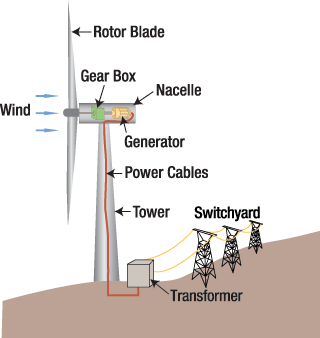 Rotor Blade
Gear Box
Nacelle
Wind
Generator
Power Cables
Tower
Switchyard
Transformer